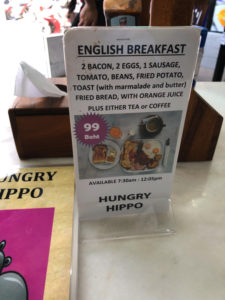 ENGLISH BREAKFAST
2 BACON, 2 EGGS, 1 SAUSAGE,
TOMATO, BEANS, FRIED POTATO,
TOAST (with marmalade and butter)
FRIED BREAD, WITH ORANGE JUICE
PLUS EITHER TEA or COFFEE
99
Baht
AVAILABLE 7:30am - 12:00pm
HUNGRY
HIPPO
HUNGRY
HIPPO